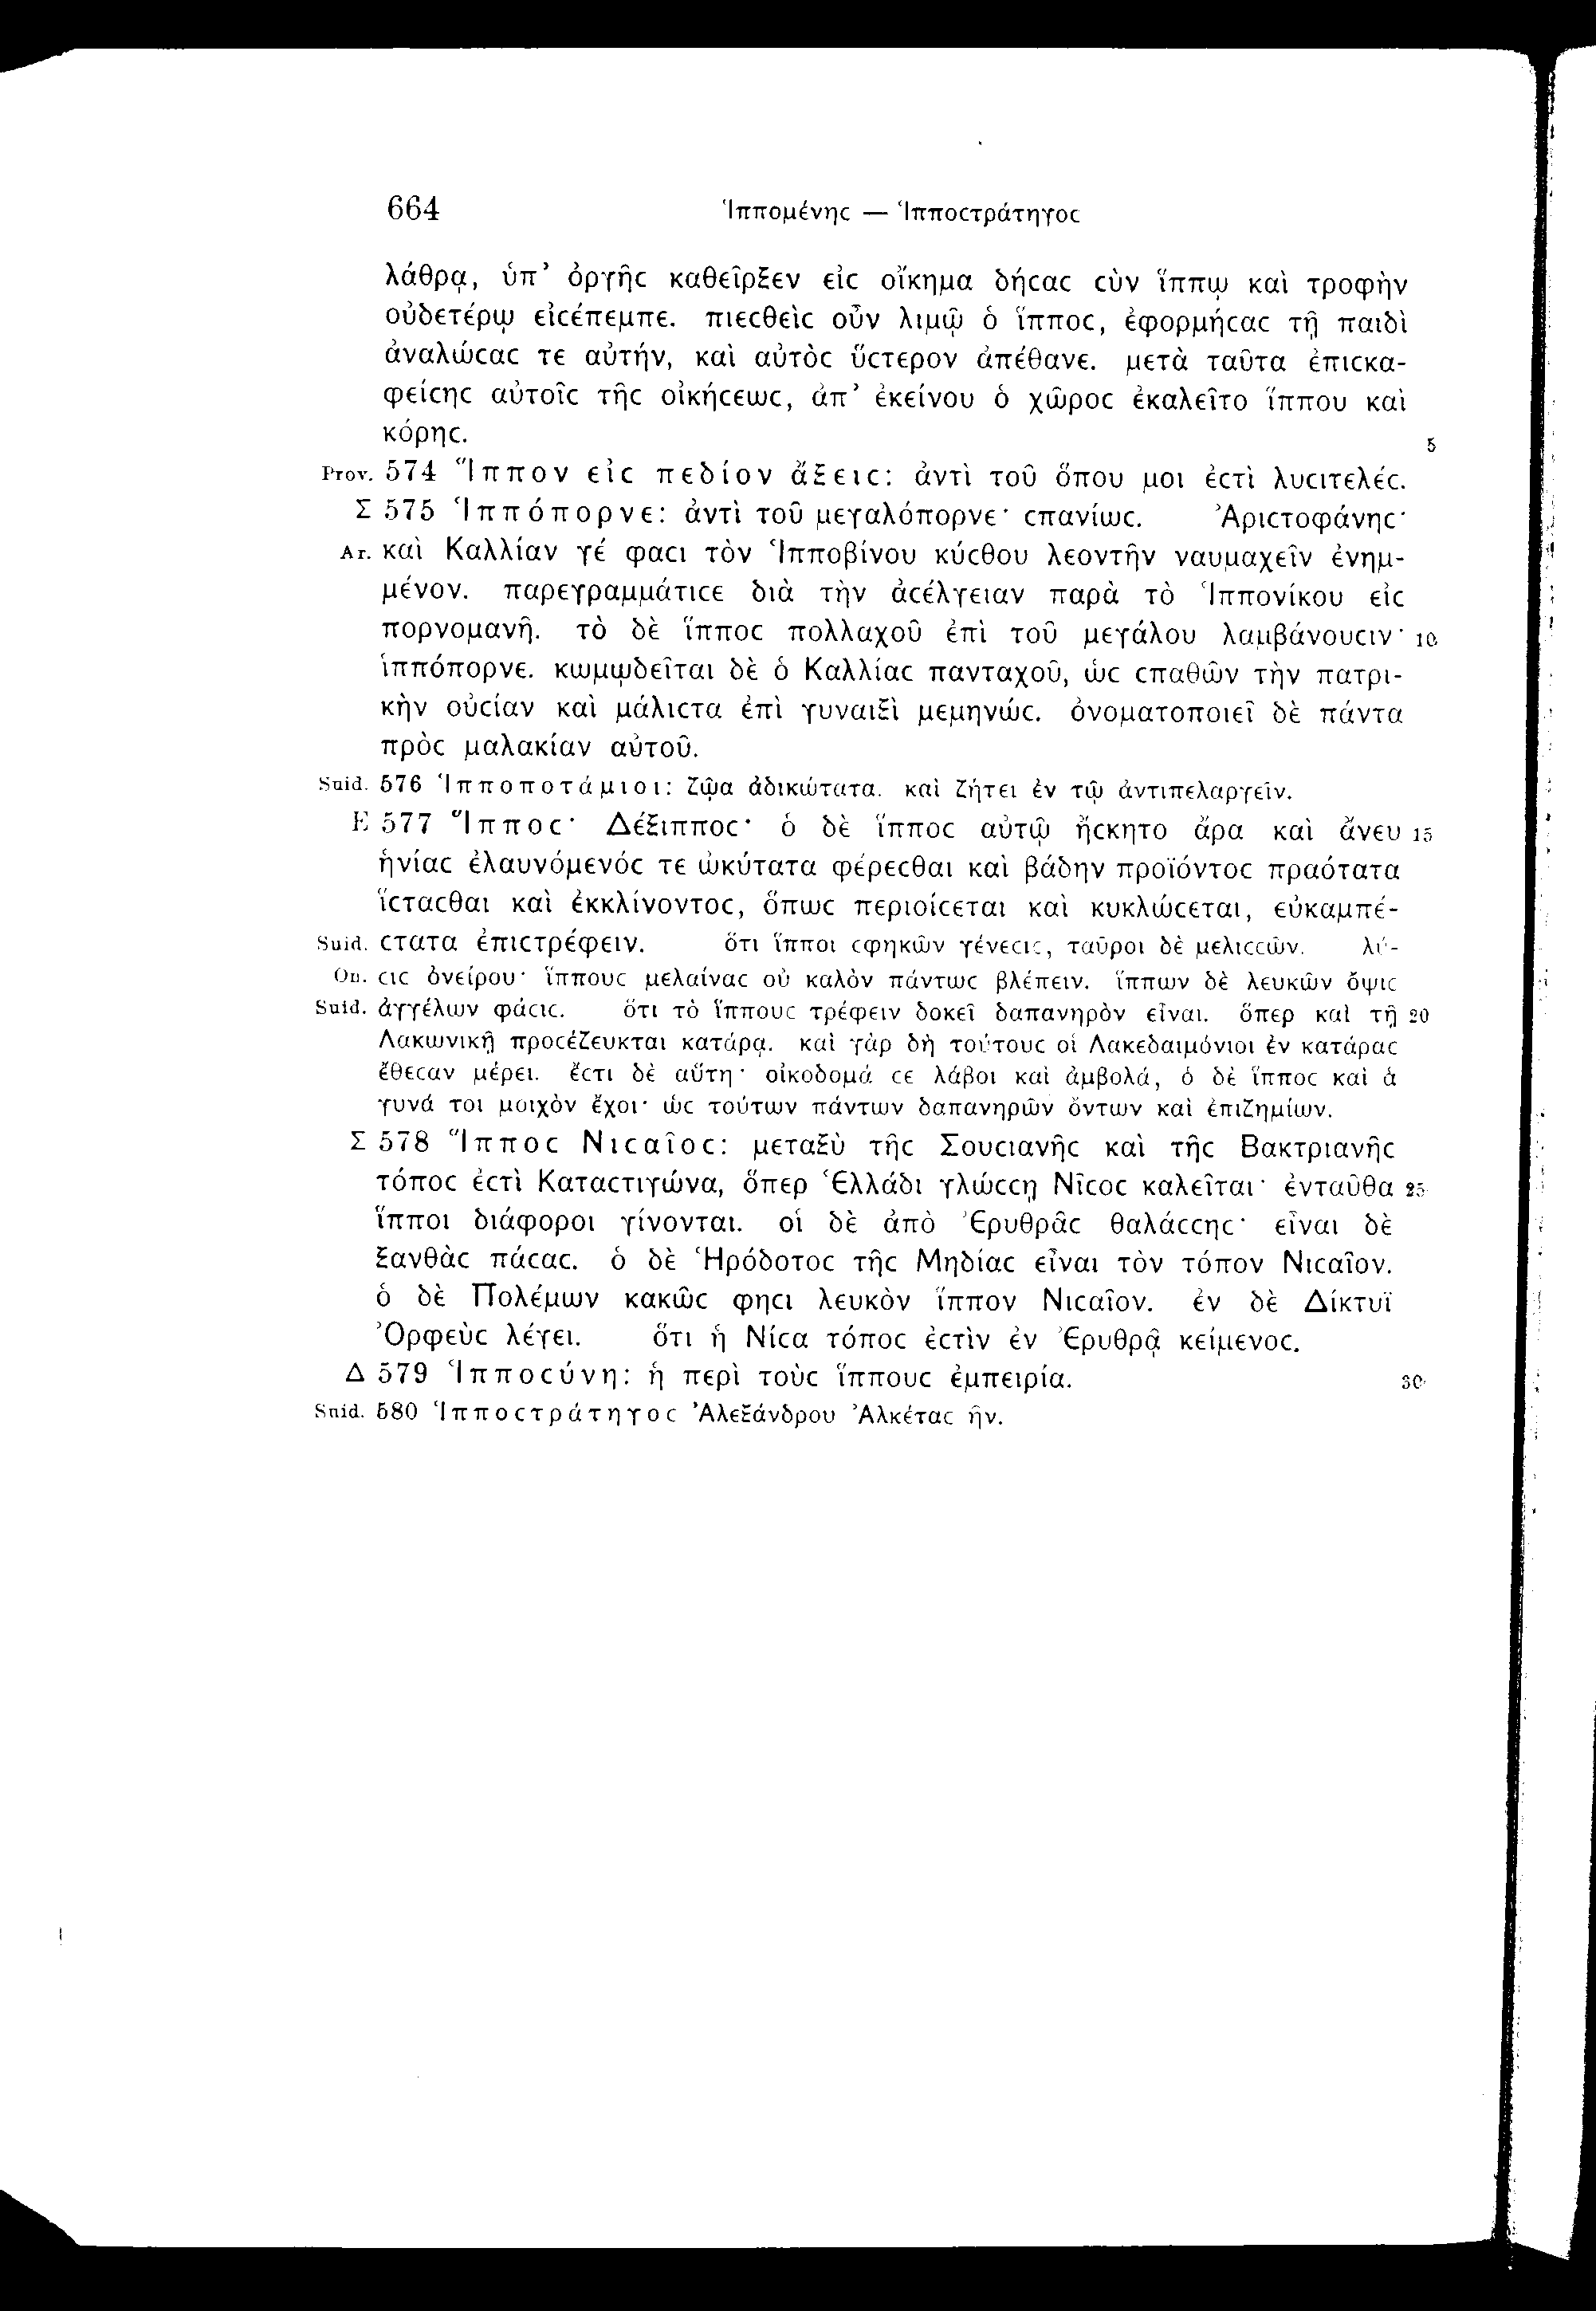 664 Ἱππομένηϲ — Ἱπποϲτράτηγοϲ
λάθρᾳ, ὑπ’ ὀργῆϲ καθεῖρξεν εἰϲ οἴκημα δήϲαϲ ϲὺν ἵππῳ καὶ τροφὴν
οὐδετέρῳ εἰϲέπεμπε. πιεϲθεὶϲ οὖν λιμῷ ὁ ἵπποϲ, ἐφορμήϲαϲ τῇ παιδὶ
ἀναλώϲαϲ τε αὐτήν, καὶ αὐτὸϲ ὕϲτερον ἀπέθανε. μετὰ ταῦτα ἐπιϲκα-
φείϲηϲ αὐτοῖϲ τῆϲ οἰκήϲεωϲ, ἀπ’ ἐκείνου ὁ χῶροϲ ἐκαλεῖτο ἵππου καὶ
κόρηϲ. 5
Prov. 574 Ἵππον εἰϲ πεδίον ἄξειϲ: ἀντὶ τοῦ ὅπου μοι ἐϲτὶ λυϲιτελέϲ.
Σ 575 Ἱππόπορνε: ἀντὶ τοῦ μεγαλόπορνε· ϲπανίωϲ. Ἀριϲτοφάνηϲ·
Ar. καὶ Καλλίαν γέ φαϲι τὸν Ἱπποβίνου κύϲθου λεοντῆν ναυμαχεῖν ἐνημ-
μένον. παρεγραμμάτιϲε διὰ τὴν ἀϲέλγειαν παρὰ τὸ Ἱππονίκου εἰϲ
πορνομανῆ. τὸ δὲ ἵπποϲ πολλαχοῦ ἐπὶ τοῦ μεγάλου λαμβάνουϲιν· 10
ἱππόπορνε. κωμῳδεῖται δὲ ὁ Καλλίαϲ πανταχοῦ, ὡϲ ϲπαθῶν τὴν πατρι-
κὴν οὐϲίαν καὶ μάλιϲτα ἐπὶ γυναιξὶ μεμηνώϲ. ὀνοματοποιεῖ δὲ πάντα
πρὸϲ μαλακίαν αὐτοῦ.
Suid. 576 Ἱπποποτάμιοι: ζῷα ἀδικώτατα. καὶ ζήτει ἐν τῷ ἀντιπελαργεῖν.
E 577 Ἵπποϲ· Δέξιπποϲ· ὁ δὲ ἵπποϲ αὐτῷ ἤϲκητο ἄρα καὶ ἄνευ 15
ἡνίαϲ ἐλαυνόμενόϲ τε ὠκύτατα φέρεϲθαι καὶ βάδην προϊόντοϲ πραότατα
ἵϲταϲθαι καὶ ἐκκλίνοντοϲ, ὅπωϲ περιοίϲεται καὶ κυκλώϲεται, εὐκαμπέ-
Suid. ϲτατα ἐπιϲτρέφειν. ὅτι ἵπποι ϲφηκῶν γένεϲιϲ, ταῦροι δὲ μελιϲϲῶν. λύ-
On. ϲιϲ ὀνείρου· ἵππουϲ μελαίναϲ οὐ καλὸν πάντωϲ βλέπειν. ἵππων δὲ λευκῶν ὄψιϲ
Suid. ἀγγέλων φάϲιϲ. ὅτι τὸ ἵππουϲ τρέφειν δοκεῖ δαπανηρὸν εἶναι. ὅπερ καὶ τῇ 20
Λακωνικῇ προϲέζευκται κατάρᾳ. καὶ γὰρ δὴ τούτουϲ οἱ Λακεδαιμόνιοι ἐν κατάραϲ
ἔθεϲαν μέρει. ἔϲτι δὲ αὕτη· οἰκοδομά ϲε λάβοι καὶ ἀμβολά, ὁ δὲ ἵπποϲ καὶ ἁ
γυνά τοι μοιχὸν ἔχοι· ὡϲ τούτων πάντων δαπανηρῶν ὄντων καὶ ἐπιζημίων.
Σ 578 Ἵπποϲ Νιϲαῖοϲ: μεταξὺ τῆϲ Σουϲιανῆϲ καὶ τῆϲ Βακτριανῆϲ
τόποϲ ἐϲτὶ Καταϲτιγώνα, ὅπερ Ἑλλάδι γλώϲϲῃ Νῖϲοϲ καλεῖται· ἐνταῦθα 25
ἵπποι διάφοροι γίνονται. οἱ δὲ ἀπὸ Ἐρυθρᾶϲ θαλάϲϲηϲ· εἶναι δὲ
ξανθὰϲ πάϲαϲ. ὁ δὲ Ἡρόδοτοϲ τῆϲ Μηδίαϲ εἶναι τὸν τόπον Νιϲαῖον.
ὁ δὲ Πολέμων κακῶϲ φηϲι λευκὸν ἵππον Νιϲαῖον. ἐν δὲ Δίκτυϊ
Ὀρφεὺϲ λέγει. ὅτι ἡ Νίϲα τόποϲ ἐϲτὶν ἐν Ἐρυθρᾷ κείμενοϲ.
Δ 579 Ἱπποϲύνη: ἡ περὶ τοὺϲ ἵππουϲ ἐμπειρία. 30
Suid. 580 Ἱπποϲτράτηγοϲ Ἀλεξάνδρου Ἀλκέταϲ ἦν.